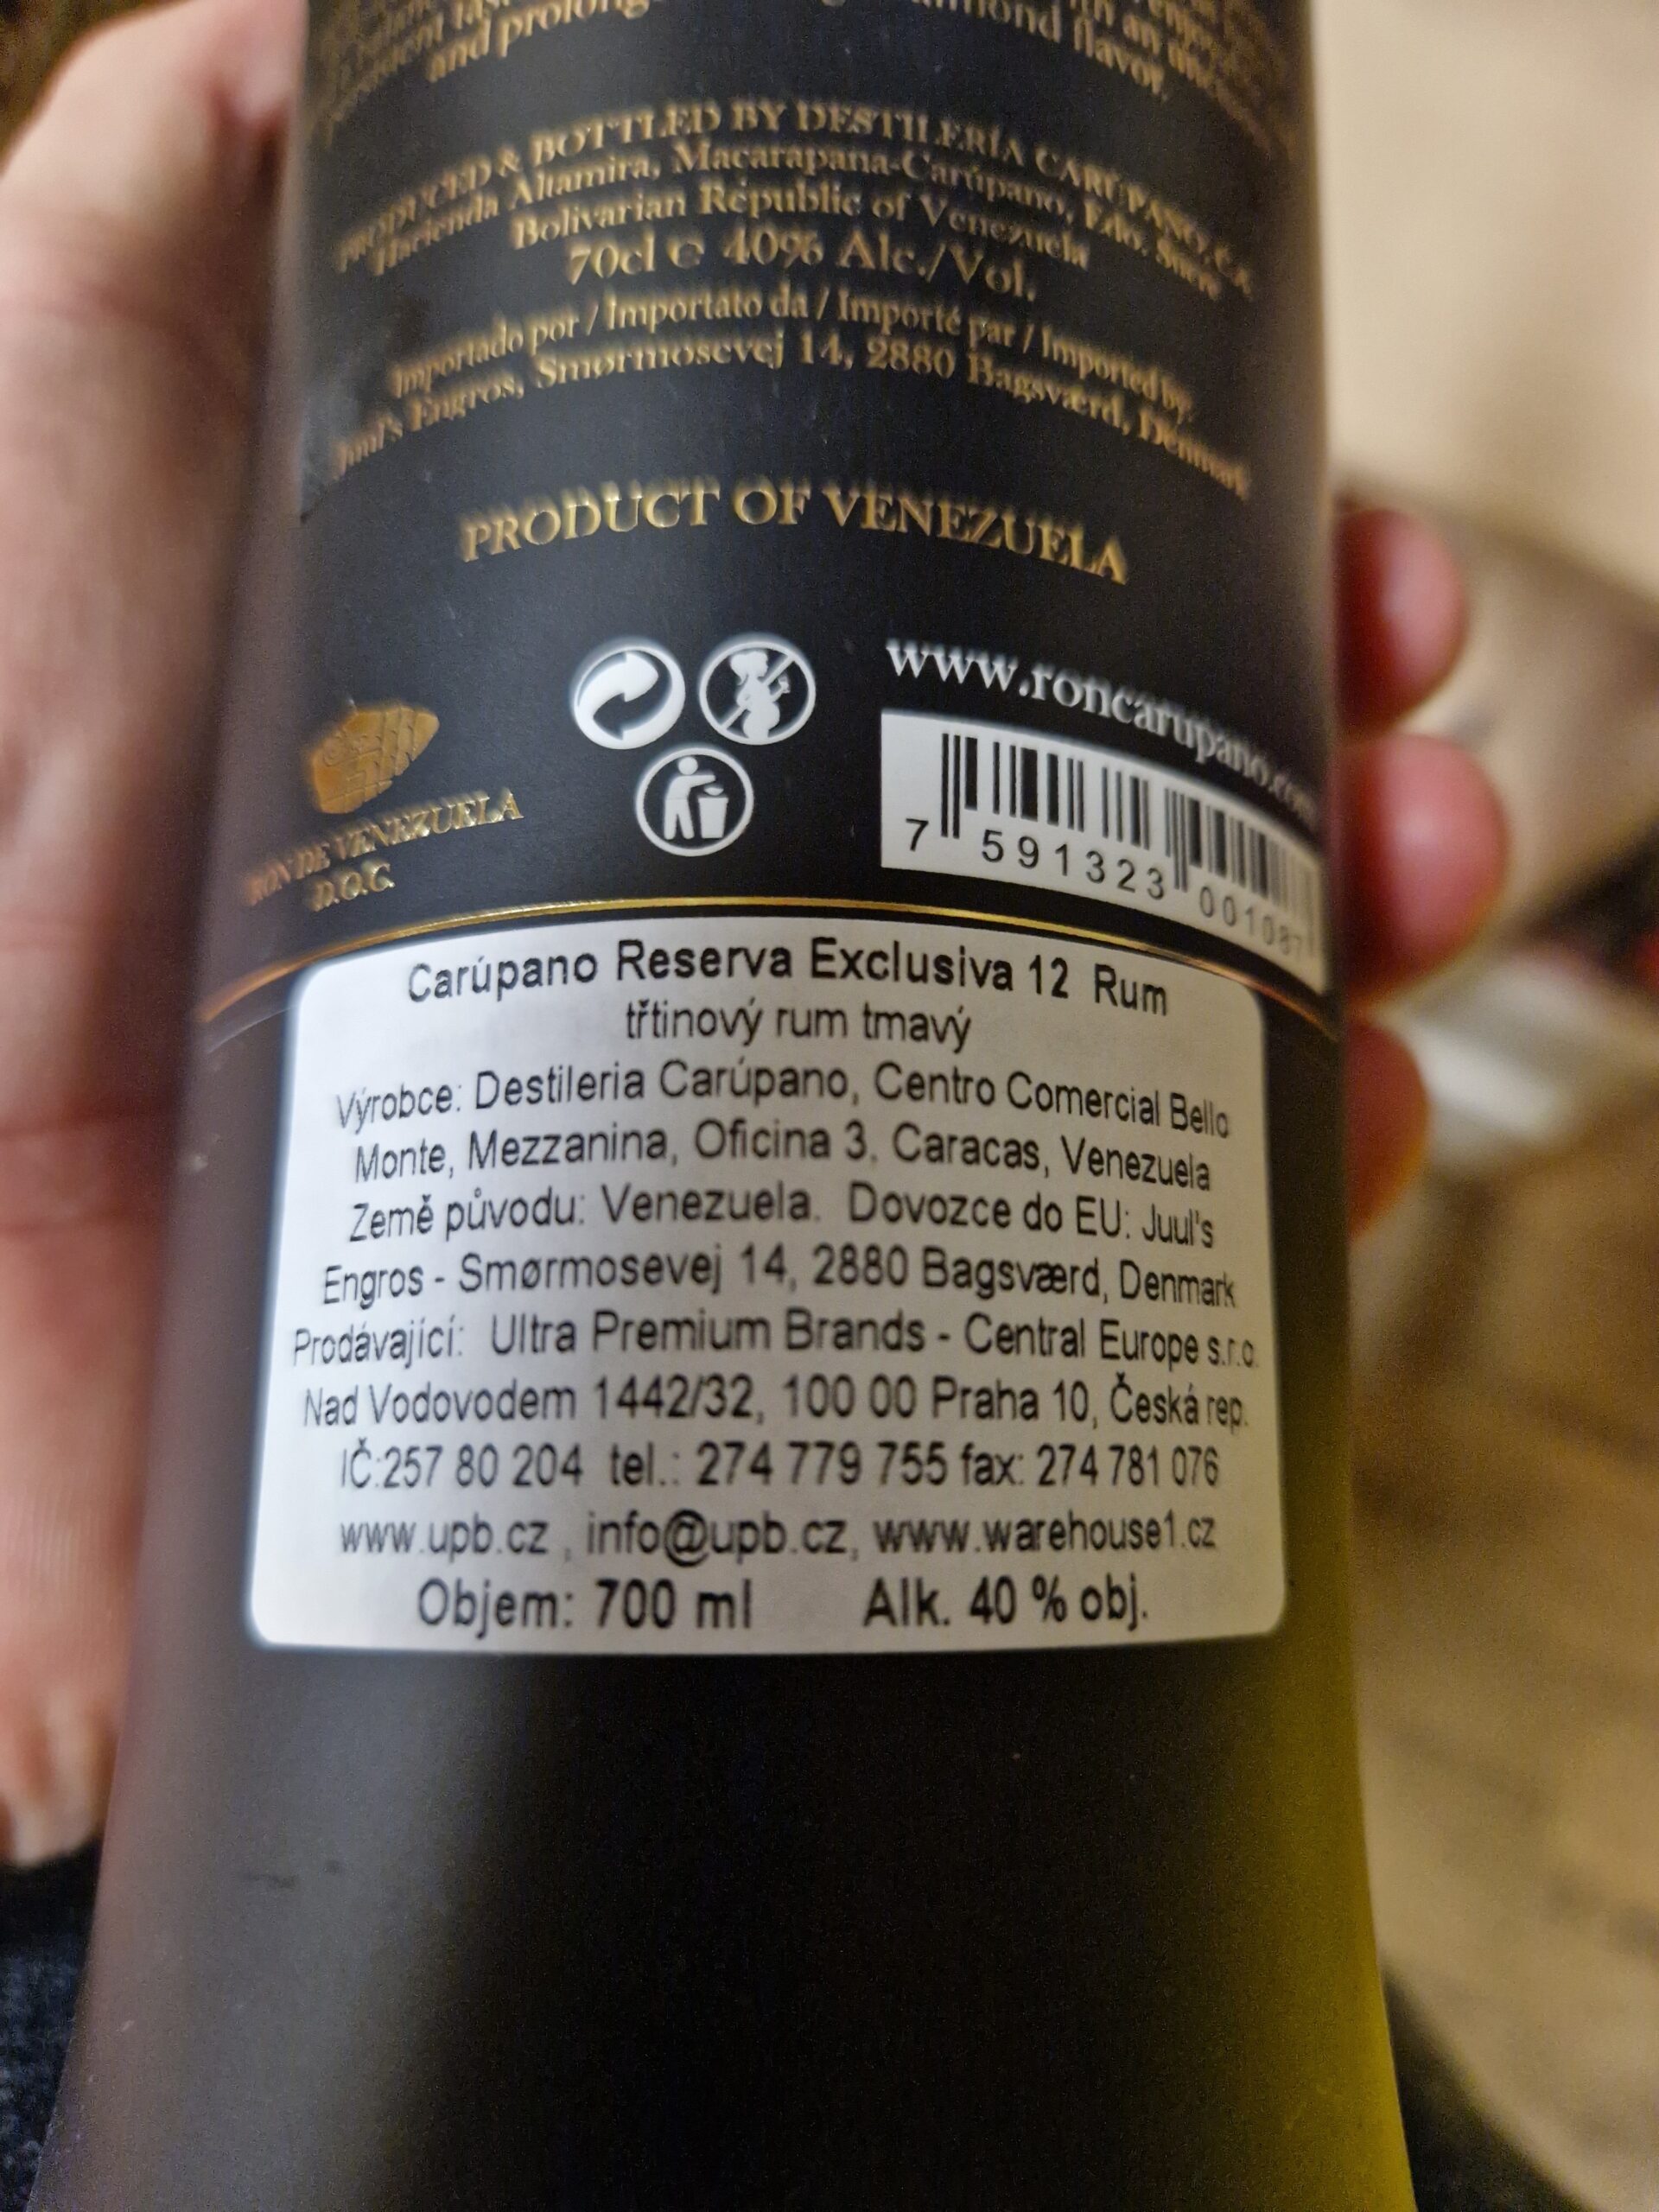 and prolong
flavor.
PRODUCED & BOTTLED BY DESTILERÍA CARÚPANO, C.A.
Hacienda Altamira, Macarapana-Carúpano, Edo. Sucre
Bolivarian Republic of Venezuela
70cl e 40% Alc./Vol.
Importado por / Importato da / Importé par / Imported by:
Juul's Engros, Smørmosevej 14, 2880 Bagsværd, Denmark
PRODUCT OF VENEZUELA
www.roncarupano.com
RON DE VENEZUELA
D.O.C.
7 591323 001087
Carúpano Reserva Exclusiva 12 Rum
třtinový rum tmavý
Výrobce: Destileria Carúpano, Centro Comercial Bello
Monte, Mezzanina, Oficina 3. Caracas, Venezuela
Země původu: Venezuela. Dovozce do EU: Juul's
Engros - Smørmosevej 14, 2880 Bagsværd, Denmark
Prodávající: Ultra Premium Brands - Central Europe s.r.o.
Nad Vodovodem 1442/32, 100 00 Praha 10, Česká rep.
IČ:257 80 204 tel.: 274 779 755 fax: 274 781 076
www.upb.cz , info@upb.cz, www.warehouse1.cz
Objem: 700 ml Alk. 40 % obj.